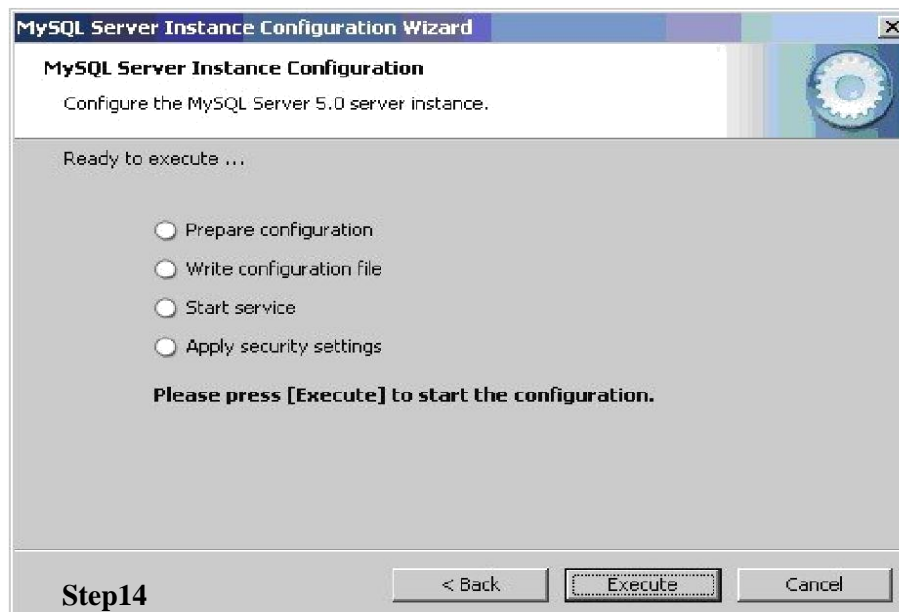 MySQL Server Instance Configuration Wizard
MySQL Server Instance Configuration
Configure the MySQL Server 5.0 server instance.
Ready to execute ...
Prepare configuration
Write configuration file
Start service
Apply security settings
Please press [Execute] to start the configuration.
Step14
< Back
Execute
Cancel